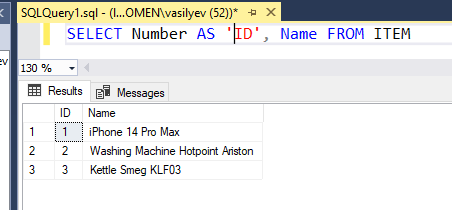 SQLQuery1.sql - (l...OMEN\vasilyev (52))*
SELECT Number AS 'ID', Name FROM ITEM
130 %
Results Messages
ID Name
1 1 iPhone 14 Pro Max
2 2 Washing Machine Hotpoint Ariston
3 3 Kettle Smeg KLF03